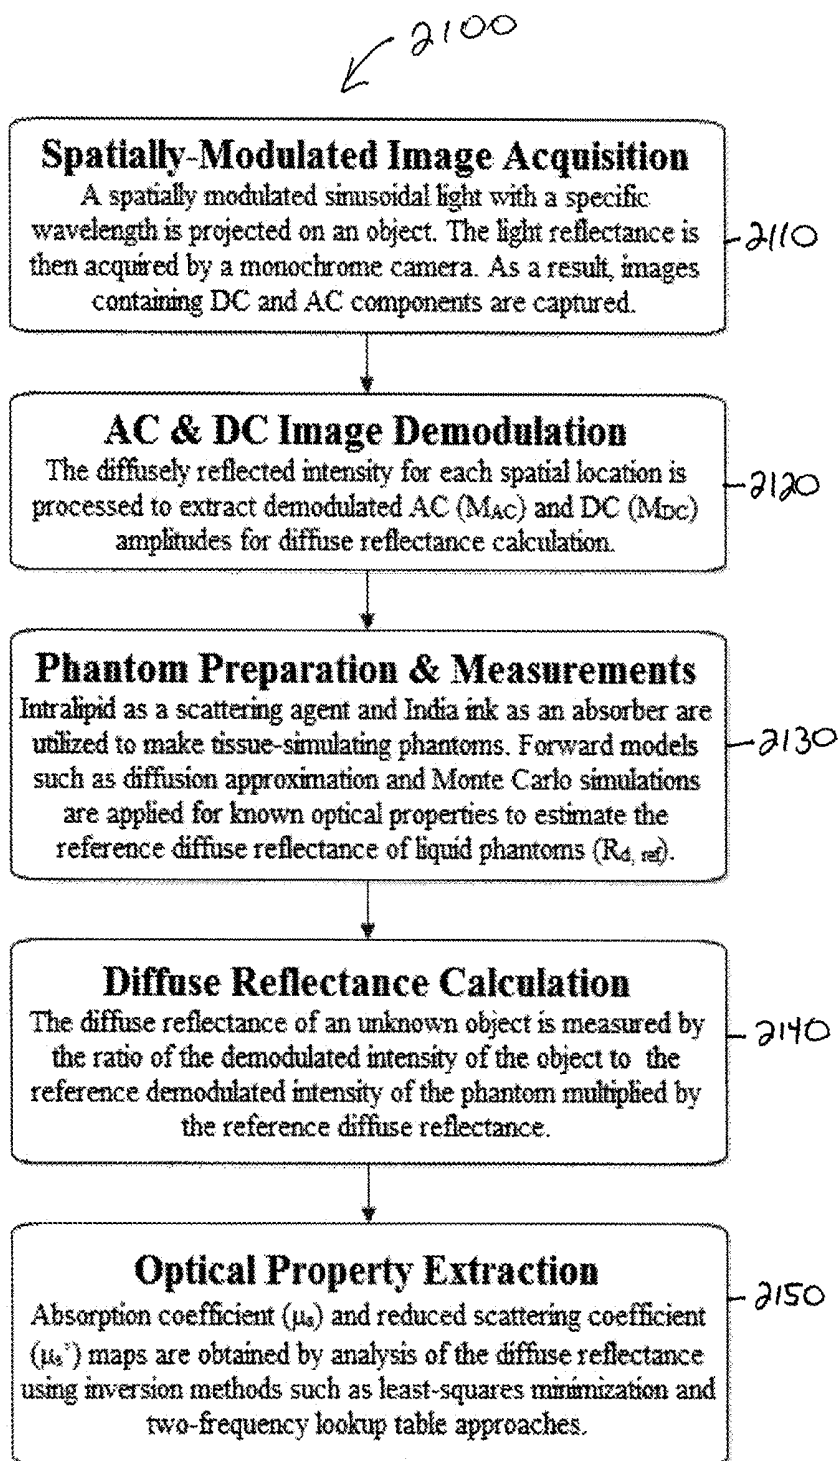 2100
Spatially-Modulated Image Acquisition
A spatially modulated sinusoidal light with a specific
wavelength is projected on an object. The light reflectance is
then acquired by a monochrome camera. As a result, images
containing DC and AC components are captured.
2110
AC & DC Image Demodulation
The diffusely reflected intensity for each spatial location is
processed to extract demodulated AC (MAC) and DC (MDC)
amplitudes for diffuse reflectance calculation.
2120
Phantom Preparation & Measurements
Intralipid as a scattering agent and India ink as an absorber are
utilized to make tissue-simulating phantoms. Forward models
such as diffusion approximation and Monte Carlo simulations
are applied for known optical properties to estimate the
reference diffuse reflectance of liquid phantoms (Rd, ref).
2130
Diffuse Reflectance Calculation
The diffuse reflectance of an unknown object is measured by
the ratio of the demodulated intensity of the object to the
reference demodulated intensity of the phantom multiplied by
the reference diffuse reflectance.
2140
Optical Property Extraction
Absorption coefficient (μa) and reduced scattering coefficient
(μs') maps are obtained by analysis of the diffuse reflectance
using inversion methods such as least-squares minimization and
two-frequency lookup table approaches.
2150